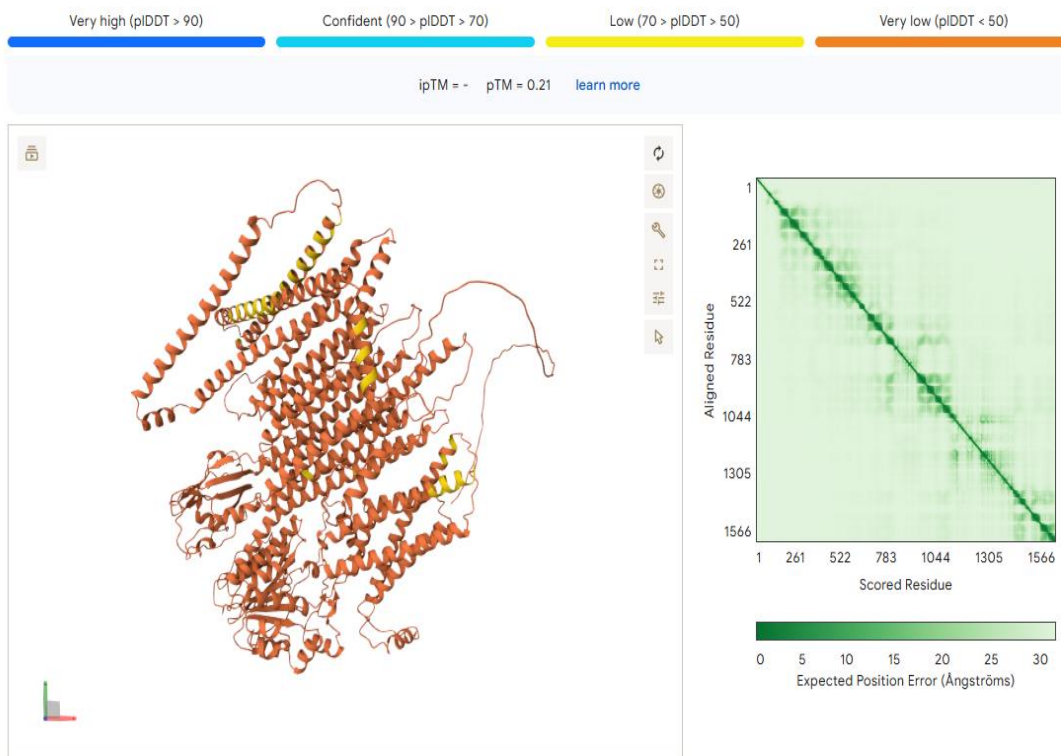 Very high (pIDDT > 90) Confident (90 > pIDDT > 70) Low (70 > pIDDT > 50) Very low (pIDDT < 50)
ipTM = - pTM = 0.21 learn more
1
261
522
783
1044
1305
1566
Aligned Residue
1 261 522 783 1044 1305 1566
Scored Residue
0 5 10 15 20 25 30
Expected Position Error (Ångströms)